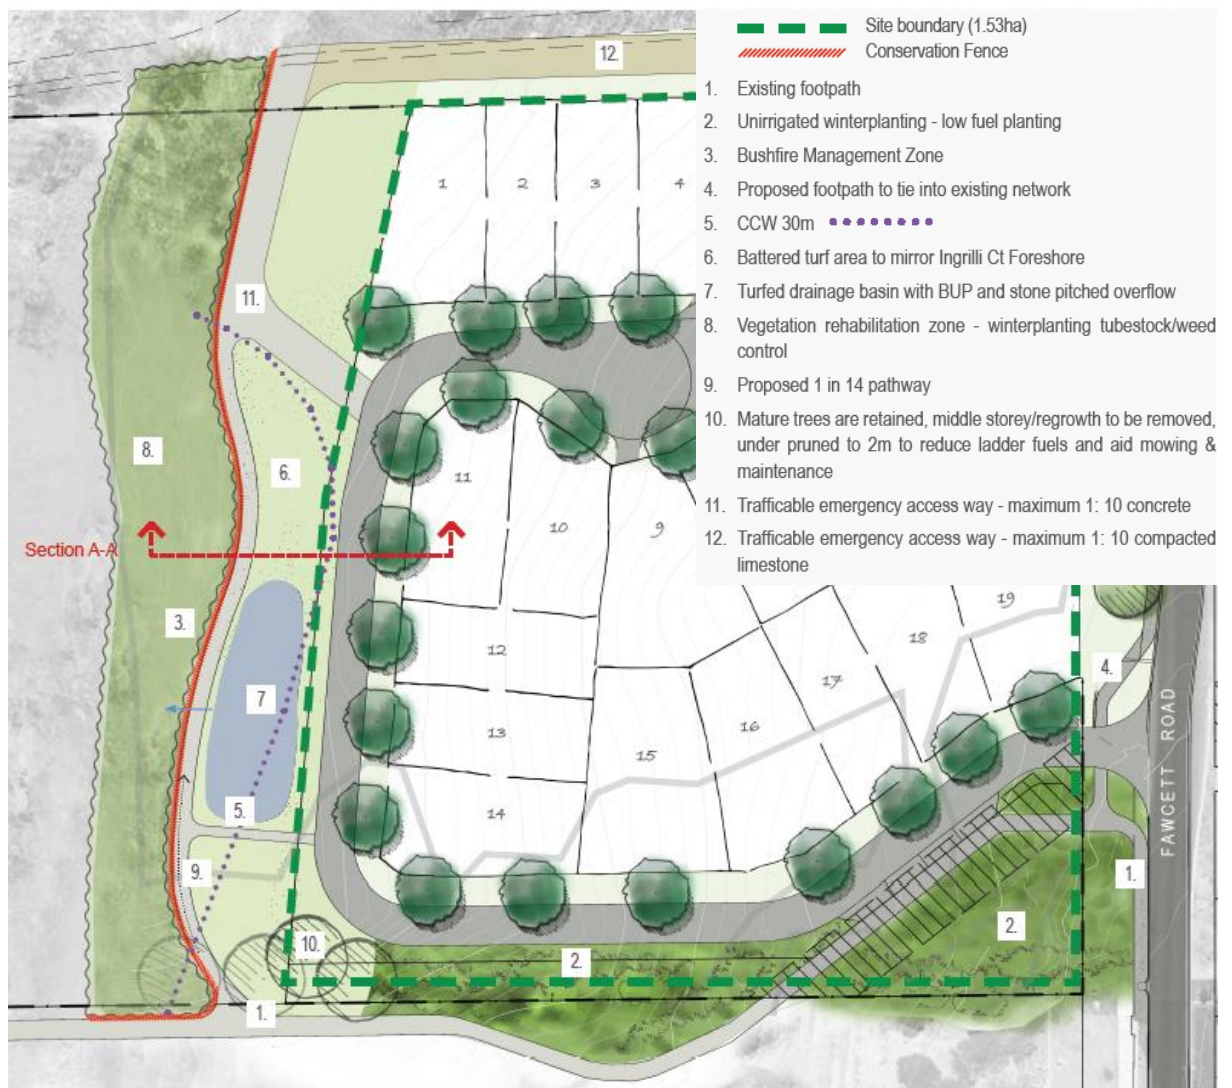 Site boundary (1.53ha)
Conservation Fence
1. Existing footpath
2. Unirrigated winterplanting - low fuel planting
3. Bushfire Management Zone
4. Proposed footpath to tie into existing network
5. CCW 30m
6. Battered turf area to mirror Ingrilli Ct Foreshore
7. Turfed drainage basin with BUP and stone pitched overflow
8. Vegetation rehabilitation zone - winterplanting tubestock/weed
control
9. Proposed 1 in 14 pathway
10. Mature trees are retained, middle storey/regrowth to be removed,
under pruned to 2m to reduce ladder fuels and aid mowing &
maintenance
11. Trafficable emergency access way - maximum 1: 10 concrete
12. Trafficable emergency access way - maximum 1: 10 compacted
limestone
12.
1
2
3
4
11.
8.
6.
11
10
9
Section A-A
19
3.
12
18
4.
17
7
13
16
15
FAWCETT ROAD
5.
14
9.
1.
10.
2.
2.
1.